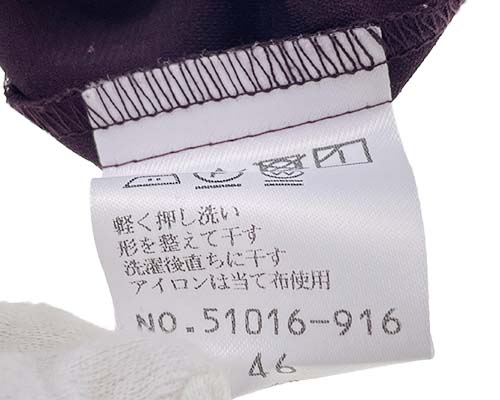 軽く押し洗い
形を整えて干す
洗濯後直ちに干す
アイロンは当て布使用
NO.51016-916
46